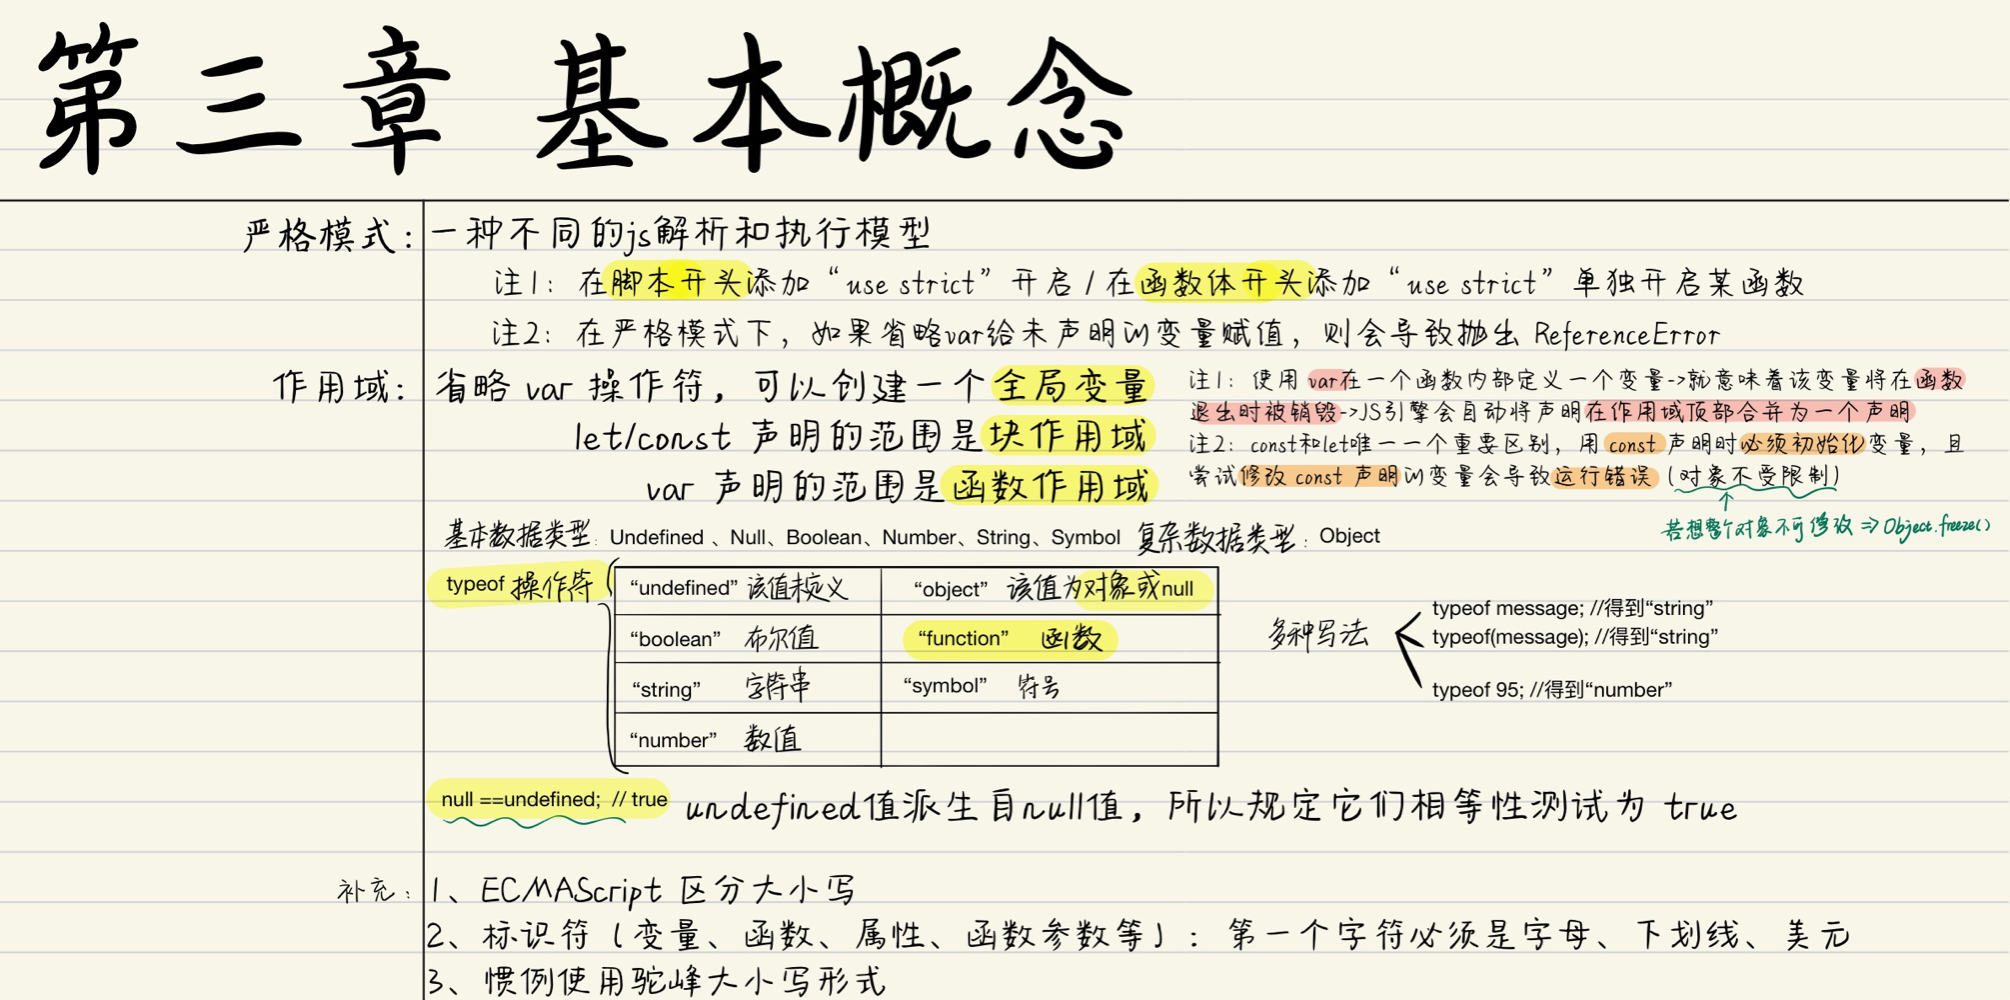 第三章 基本概念
严格模式：一种不同的js解析和执行模型
注1：在脚本开头添加“use strict”开启/在函数体开头添加“use strict”单独开启某函数
注2：在严格模式下，如果省略var给未声明的变量赋值，则会导致抛出 ReferenceError
作用域：省略 var 操作符，可以创建一个全局变量
let/const 声明的范围是块作用域
var 声明的范围是函数作用域
注1：使用 var在一个函数内部定义一个变量->就意味着该变量将在函数
退出时被销毁->JS引擎会自动将声明在作用域顶部合并为一个声明
注2：const和let唯一一个重要区别，用 const 声明时必须初始化变量，且
尝试修改 const 声明的变量会导致运行错误（对象不受限制）
↑
若想整个对象不可修改 => Object.freeze()
基本数据类型：Undefined 、Null、Boolean、Number、String、Symbol 复杂数据类型：Object
typeof 操作符
“undefined” 该值未定义 “object” 该值为对象或null
“boolean” 布尔值 “function” 函数
“string” 字符串 “symbol” 符号
“number” 数值
多种写法
typeof message; //得到“string”
typeof(message); //得到“string”
typeof 95; //得到“number”
null ==undefined; // true undefined值派生自null值，所以规定它们相等性测试为 true
补充：1、ECMAScript 区分大小写
2、标识符（变量、函数、属性、函数参数等）：第一个字符必须是字母、下划线、美元
3、惯例使用驼峰大小写形式